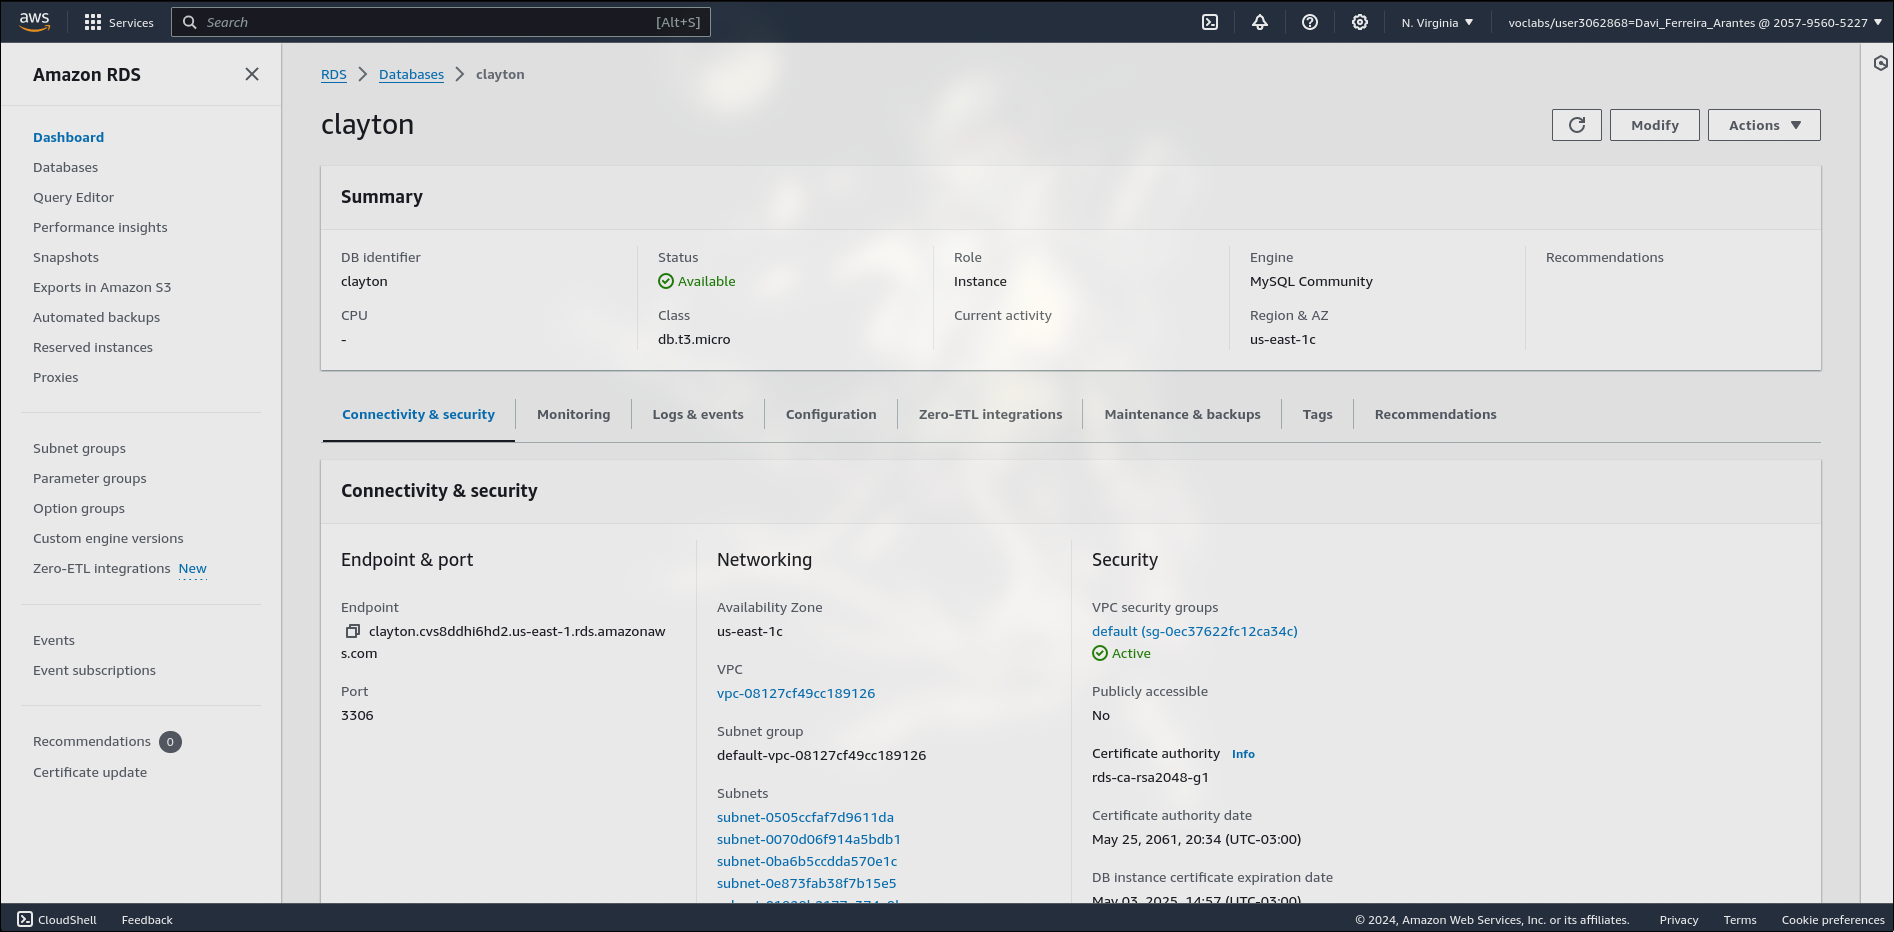 aws
Services
Search
[Alt+S]
N. Virginia
voclabs/user3062868=Davi_Ferreira_Arantes @ 2057-9560-5227
Amazon RDS
Dashboard
Databases
Query Editor
Performance insights
Snapshots
Exports in Amazon S3
Automated backups
Reserved instances
Proxies
Subnet groups
Parameter groups
Option groups
Custom engine versions
Zero-ETL integrations New
Events
Event subscriptions
Recommendations 0
Certificate update
RDS > Databases > clayton
clayton
Modify
Actions
Summary
DB identifier
clayton
CPU
-
Status
Available
Class
db.t3.micro
Role
Instance
Current activity
Engine
MySQL Community
Region & AZ
us-east-1c
Recommendations
Connectivity & security
Monitoring
Logs & events
Configuration
Zero-ETL integrations
Maintenance & backups
Tags
Recommendations
Connectivity & security
Endpoint & port
Endpoint
clayton.cvs8ddhi6hd2.us-east-1.rds.amazonaw
s.com
Port
3306
Networking
Availability Zone
us-east-1c
VPC
vpc-08127cf49cc189126
Subnet group
default-vpc-08127cf49cc189126
Subnets
subnet-0505ccfaf7d9611da
subnet-0070d06f914a5bdb1
subnet-0ba6b5ccdda570e1c
subnet-0e873fab38f7b15e5
Security
VPC security groups
default (sg-0ec37622fc12ca34c)
Active
Publicly accessible
No
Certificate authority Info
rds-ca-rsa2048-g1
Certificate authority date
May 25, 2061, 20:34 (UTC-03:00)
DB instance certificate expiration date
May 03, 2025, 14:57 (UTC-03:00)
CloudShell
Feedback
© 2024, Amazon Web Services, Inc. or its affiliates.
Privacy
Terms
Cookie preferences